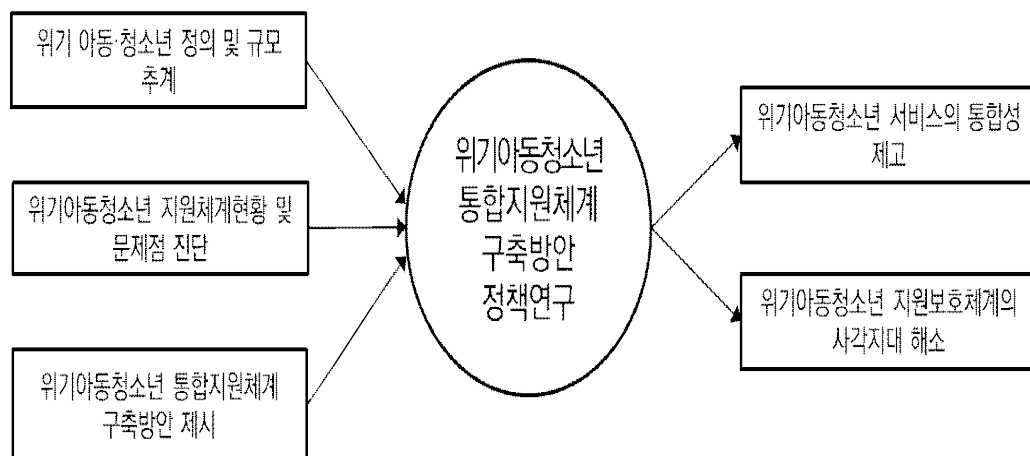 위기 아동·청소년 정의 및 규모
추계
위기아동청소년 지원체계현황 및
문제점 진단
위기아동청소년 통합지원체계
구축방안 제시
위기아동청소년
통합지원체계
구축방안
정책연구
위기아동청소년 서비스의 통합성
제고
위기아동청소년 지원보호체계의
사각지대 해소